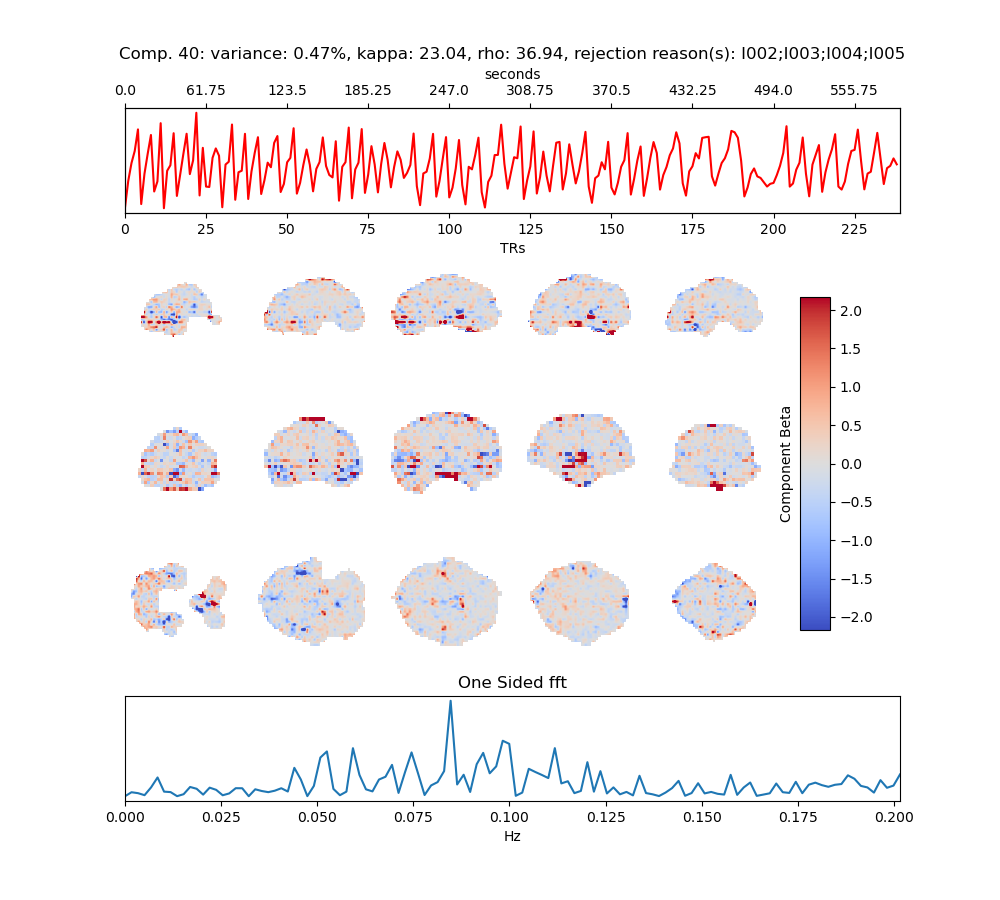 Comp. 40: variance: 0.47%, kappa: 23.04, rho: 36.94, rejection reason(s): I002;I003;I004;I005
seconds
0.0 61.75 123.5 185.25 247.0 308.75 370.5 432.25 494.0 555.75
0 25 50 75 100 125 150 175 200 225
TRs
2.0
1.5
1.0
0.5
0.0
−0.5
−1.0
−1.5
−2.0
Component Beta
One Sided fft
0.000 0.025 0.050 0.075 0.100 0.125 0.150 0.175 0.200
Hz